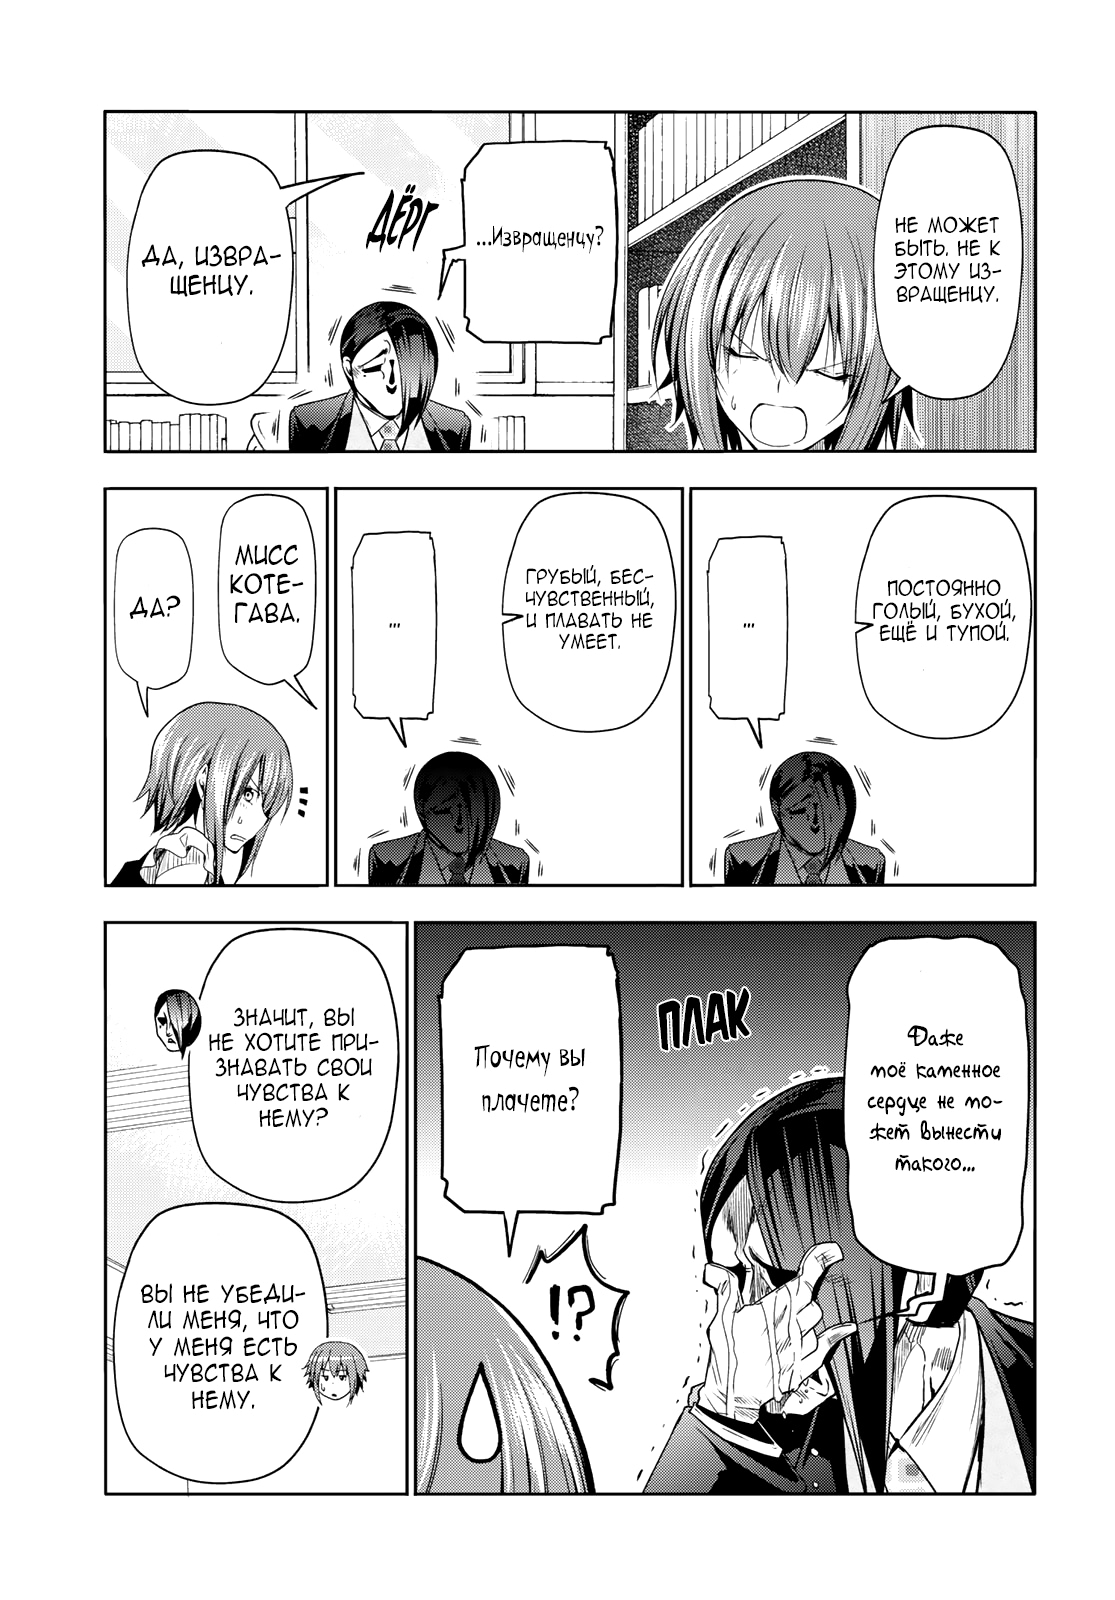 НЕ МОЖЕТ
БЫТЬ. НЕ К
ЭТОМУ ИЗ-
ВРАЩЕНЦУ.
...Извращенцу?
ДЁРГ
ДА, ИЗВРА-
ЩЕНЦУ.
ПОСТОЯННО
ГОЛЫЙ, БУХОЙ,
ЕЩЁ И ТУПОЙ.
...
ГРУБЫЙ, БЕС-
ЧУВСТВЕННЫЙ,
И ПЛАВАТЬ НЕ
УМЕЕТ.
...
МИСС
КОТЕ-
ГАВА.
ДА?
Даже
моё каменное
сердце не мо-
жет вынести
такого...
ПЛАК
Почему вы
плачете?
!?
ЗНАЧИТ, ВЫ
НЕ ХОТИТЕ ПРИ-
ЗНАВАТЬ СВОИ
ЧУВСТВА К
НЕМУ?
ВЫ НЕ УБЕДИ-
ЛИ МЕНЯ, ЧТО
У МЕНЯ ЕСТЬ
ЧУВСТВА К
НЕМУ.